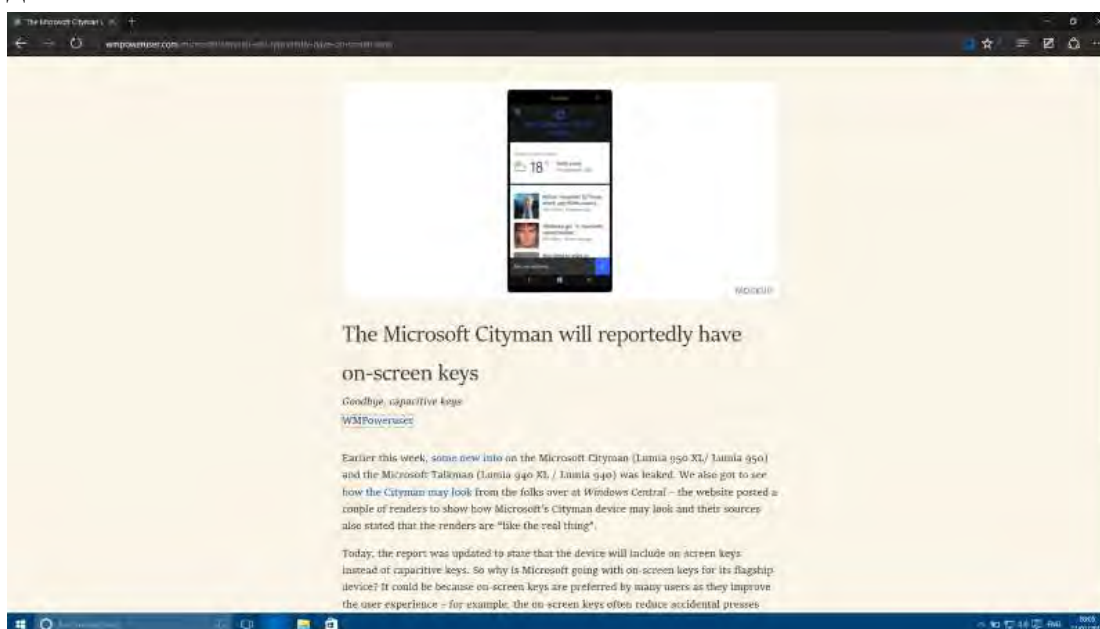 The Microsoft Cityman
wmpoweruser.com
18°
MOCKUP
The Microsoft Cityman will reportedly have
on-screen keys
Goodbye, capacitive keys
WMPoweruser
Earlier this week, some new info on the Microsoft Cityman (Lumia 950 XL/ Lumia 950)
and the Microsoft Talkman (Lumia 940 XL / Lumia 940) was leaked. We also got to see
how the Cityman may look from the folks over at Windows Central – the website posted a
couple of renders to show how Microsoft's Cityman device may look and their sources
also stated that the renders are "like the real thing".
Today, the report was updated to state that the device will include on-screen keys
instead of capacitive keys. So why is Microsoft going with on-screen keys for its flagship
device? It could be because on-screen keys are preferred by many users as they improve
the user experience – for example, the on-screen keys often reduce accidental presses